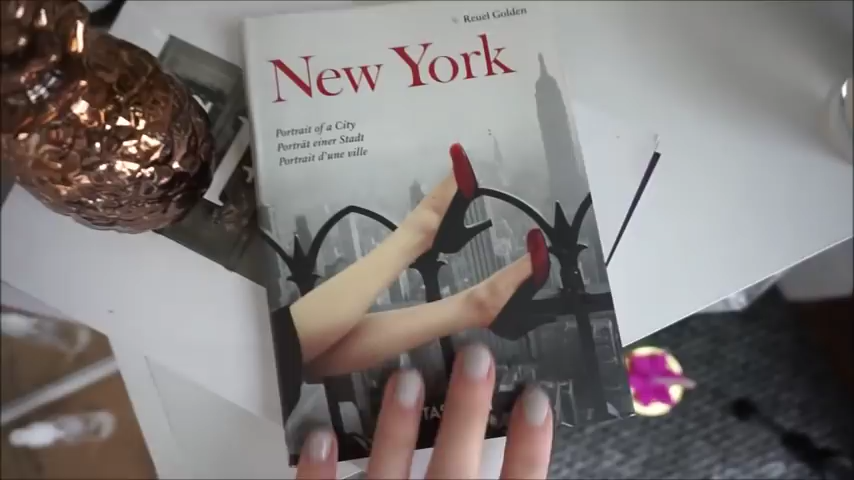 Reuel Golden
New York
Portrait of a City
Porträt einer Stadt
Portrait d'une ville